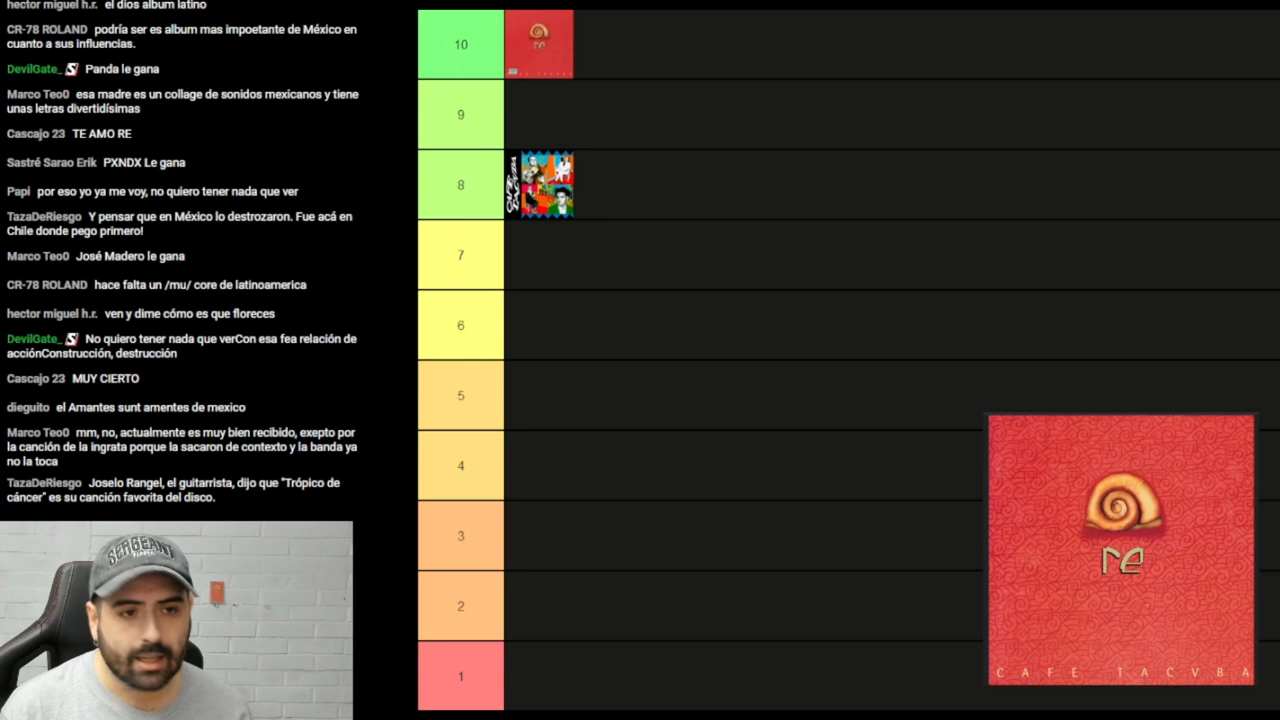 hector miguel h.r. el dios album latino
CR-78 ROLAND podría ser es album mas impoetante de México en
cuanto a sus influencias.
DevilGate_ Panda le gana
Marco Teo0 esa madre es un collage de sonidos mexicanos y tiene
unas letras divertidísimas
Cascajo 23 TE AMO RE
Sastré Sarao Erik PXNDX Le gana
Papi por eso yo ya me voy, no quiero tener nada que ver
TazaDeRiesgo Y pensar que en México lo destrozaron. Fue acá en
Chile donde pego primero!
Marco Teo0 José Madero le gana
CR-78 ROLAND hace falta un /mu/ core de latinoamerica
hector miguel h.r. ven y dime cómo es que floreces
DevilGate_ No quiero tener nada que verCon esa fea relación de
acciónConstrucción, destrucción
Cascajo 23 MUY CIERTO
dieguito el Amantes sunt amentes de mexico
Marco Teo0 mm, no, actualmente es muy bien recibido, exepto por
la canción de la ingrata porque la sacaron de contexto y la banda ya
no la toca
TazaDeRiesgo Joselo Rangel, el guitarrista, dijo que "Trópico de
cáncer" es su canción favorita del disco.
SERGEANT
PEPPER
10
re
9
8
CAFE
TACVBA
7
6
5
4
3
2
1
re
CAFE TACVBA